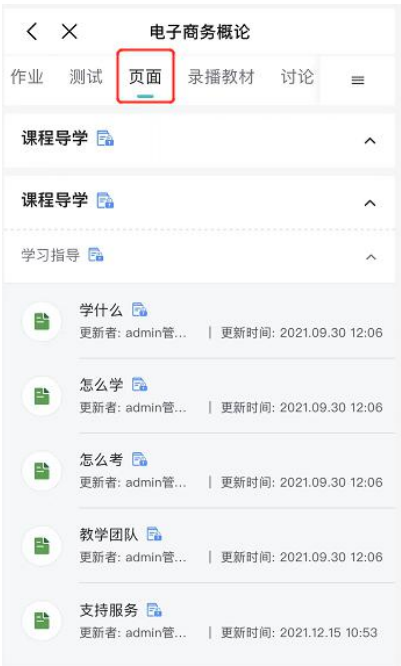 电子商务概论
作业 测试 页面 录播教材 讨论
课程导学
课程导学
学习指导
学什么
更新者: admin管... | 更新时间: 2021.09.30 12:06
怎么学
更新者: admin管... | 更新时间: 2021.09.30 12:06
怎么考
更新者: admin管... | 更新时间: 2021.09.30 12:06
教学团队
更新者: admin管... | 更新时间: 2021.09.30 12:06
支持服务
更新者: admin管... | 更新时间: 2021.12.15 10:53